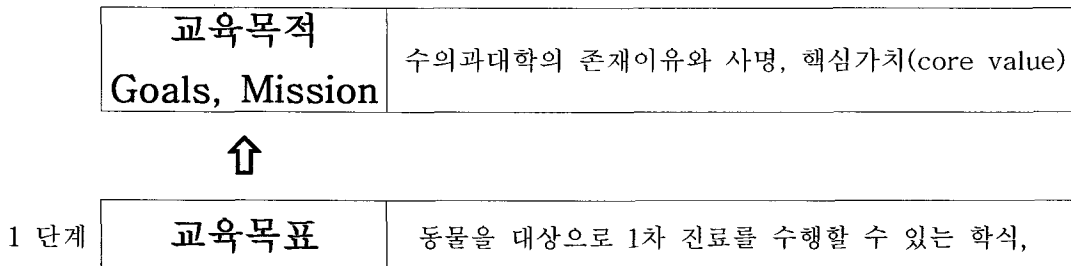 교육목적
Goals, Mission
수의과대학의 존재이유와 사명, 핵심가치(core value)
1 단계
교육목표
동물을 대상으로 1차 진료를 수행할 수 있는 학식,